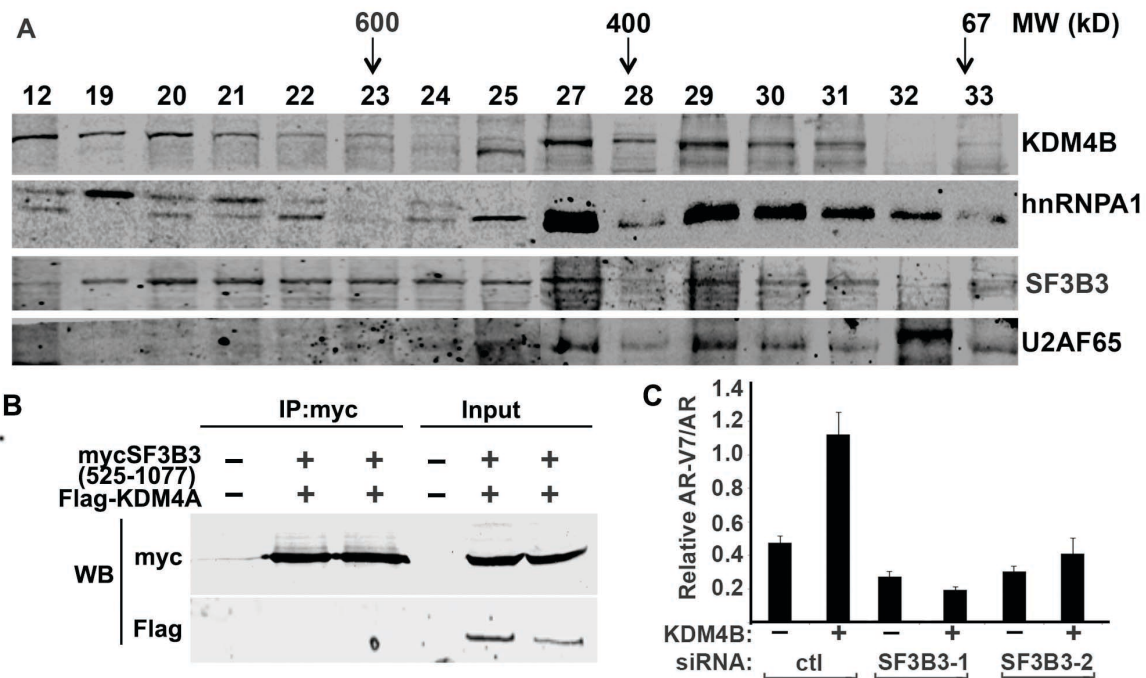 A 600 400 67 MW (kD)
12 19 20 21 22 23 24 25 27 28 29 30 31 32 33
KDM4B
hnRNPA1
SF3B3
U2AF65
B IP:myc Input
mycSF3B3 − + + − + +
(525-1077)
Flag-KDM4A − + + − + +
WB
myc
Flag
C
Relative AR-V7/AR
1.4
1.2
1.0
0.8
0.6
0.4
0.2
KDM4B: − + − + − +
siRNA: ctl SF3B3-1 SF3B3-2